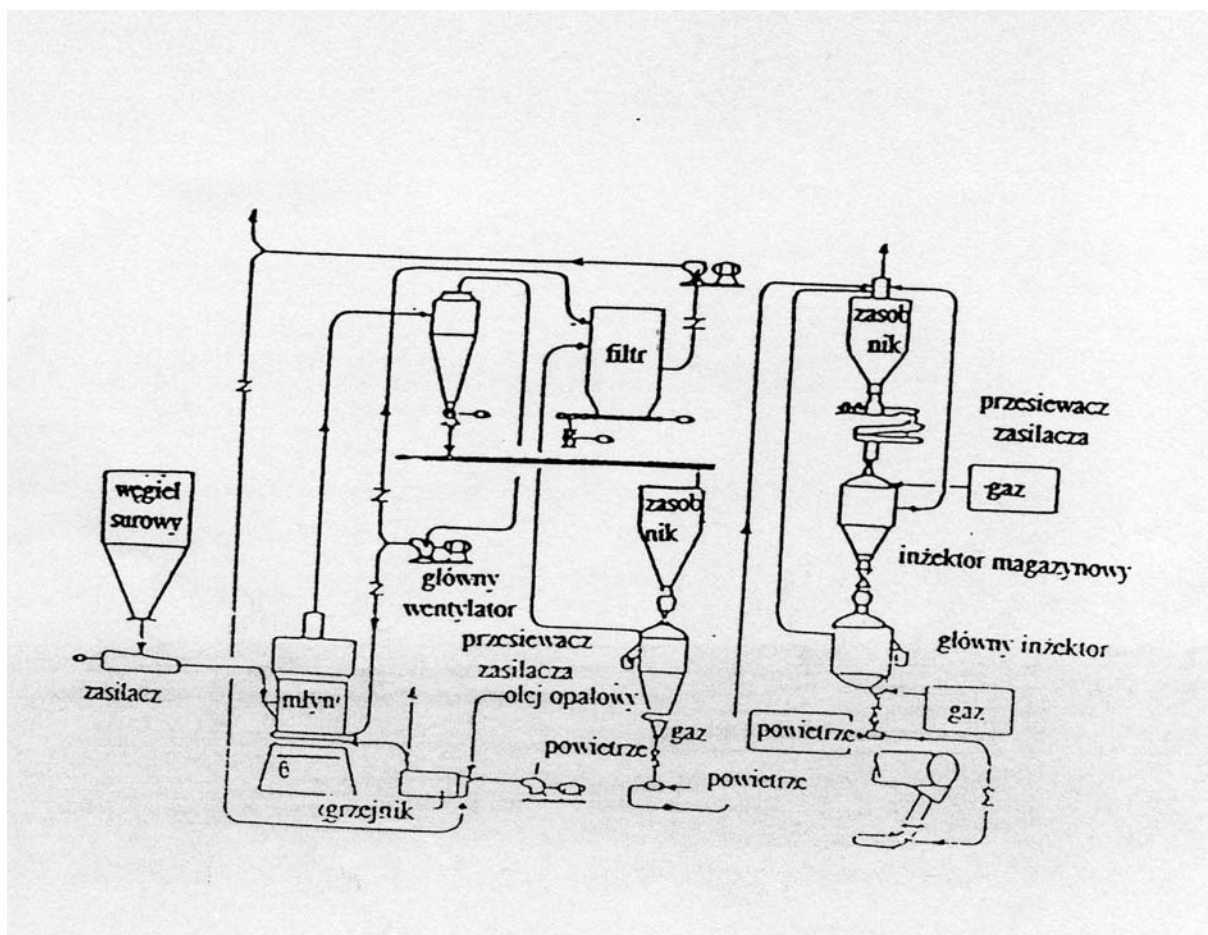 zasob
nik
filtr
przesiewacz
zasilacza
węgiel
surowy
gaz
zasob
nik
inżektor magazynowy
główny
wentylator
przesiewacz
zasilacza
olej opałowy
główny inżektor
zasilacz
młyn
gaz
gaz
powietrze
powietrze
powietrze
6
grzejnik